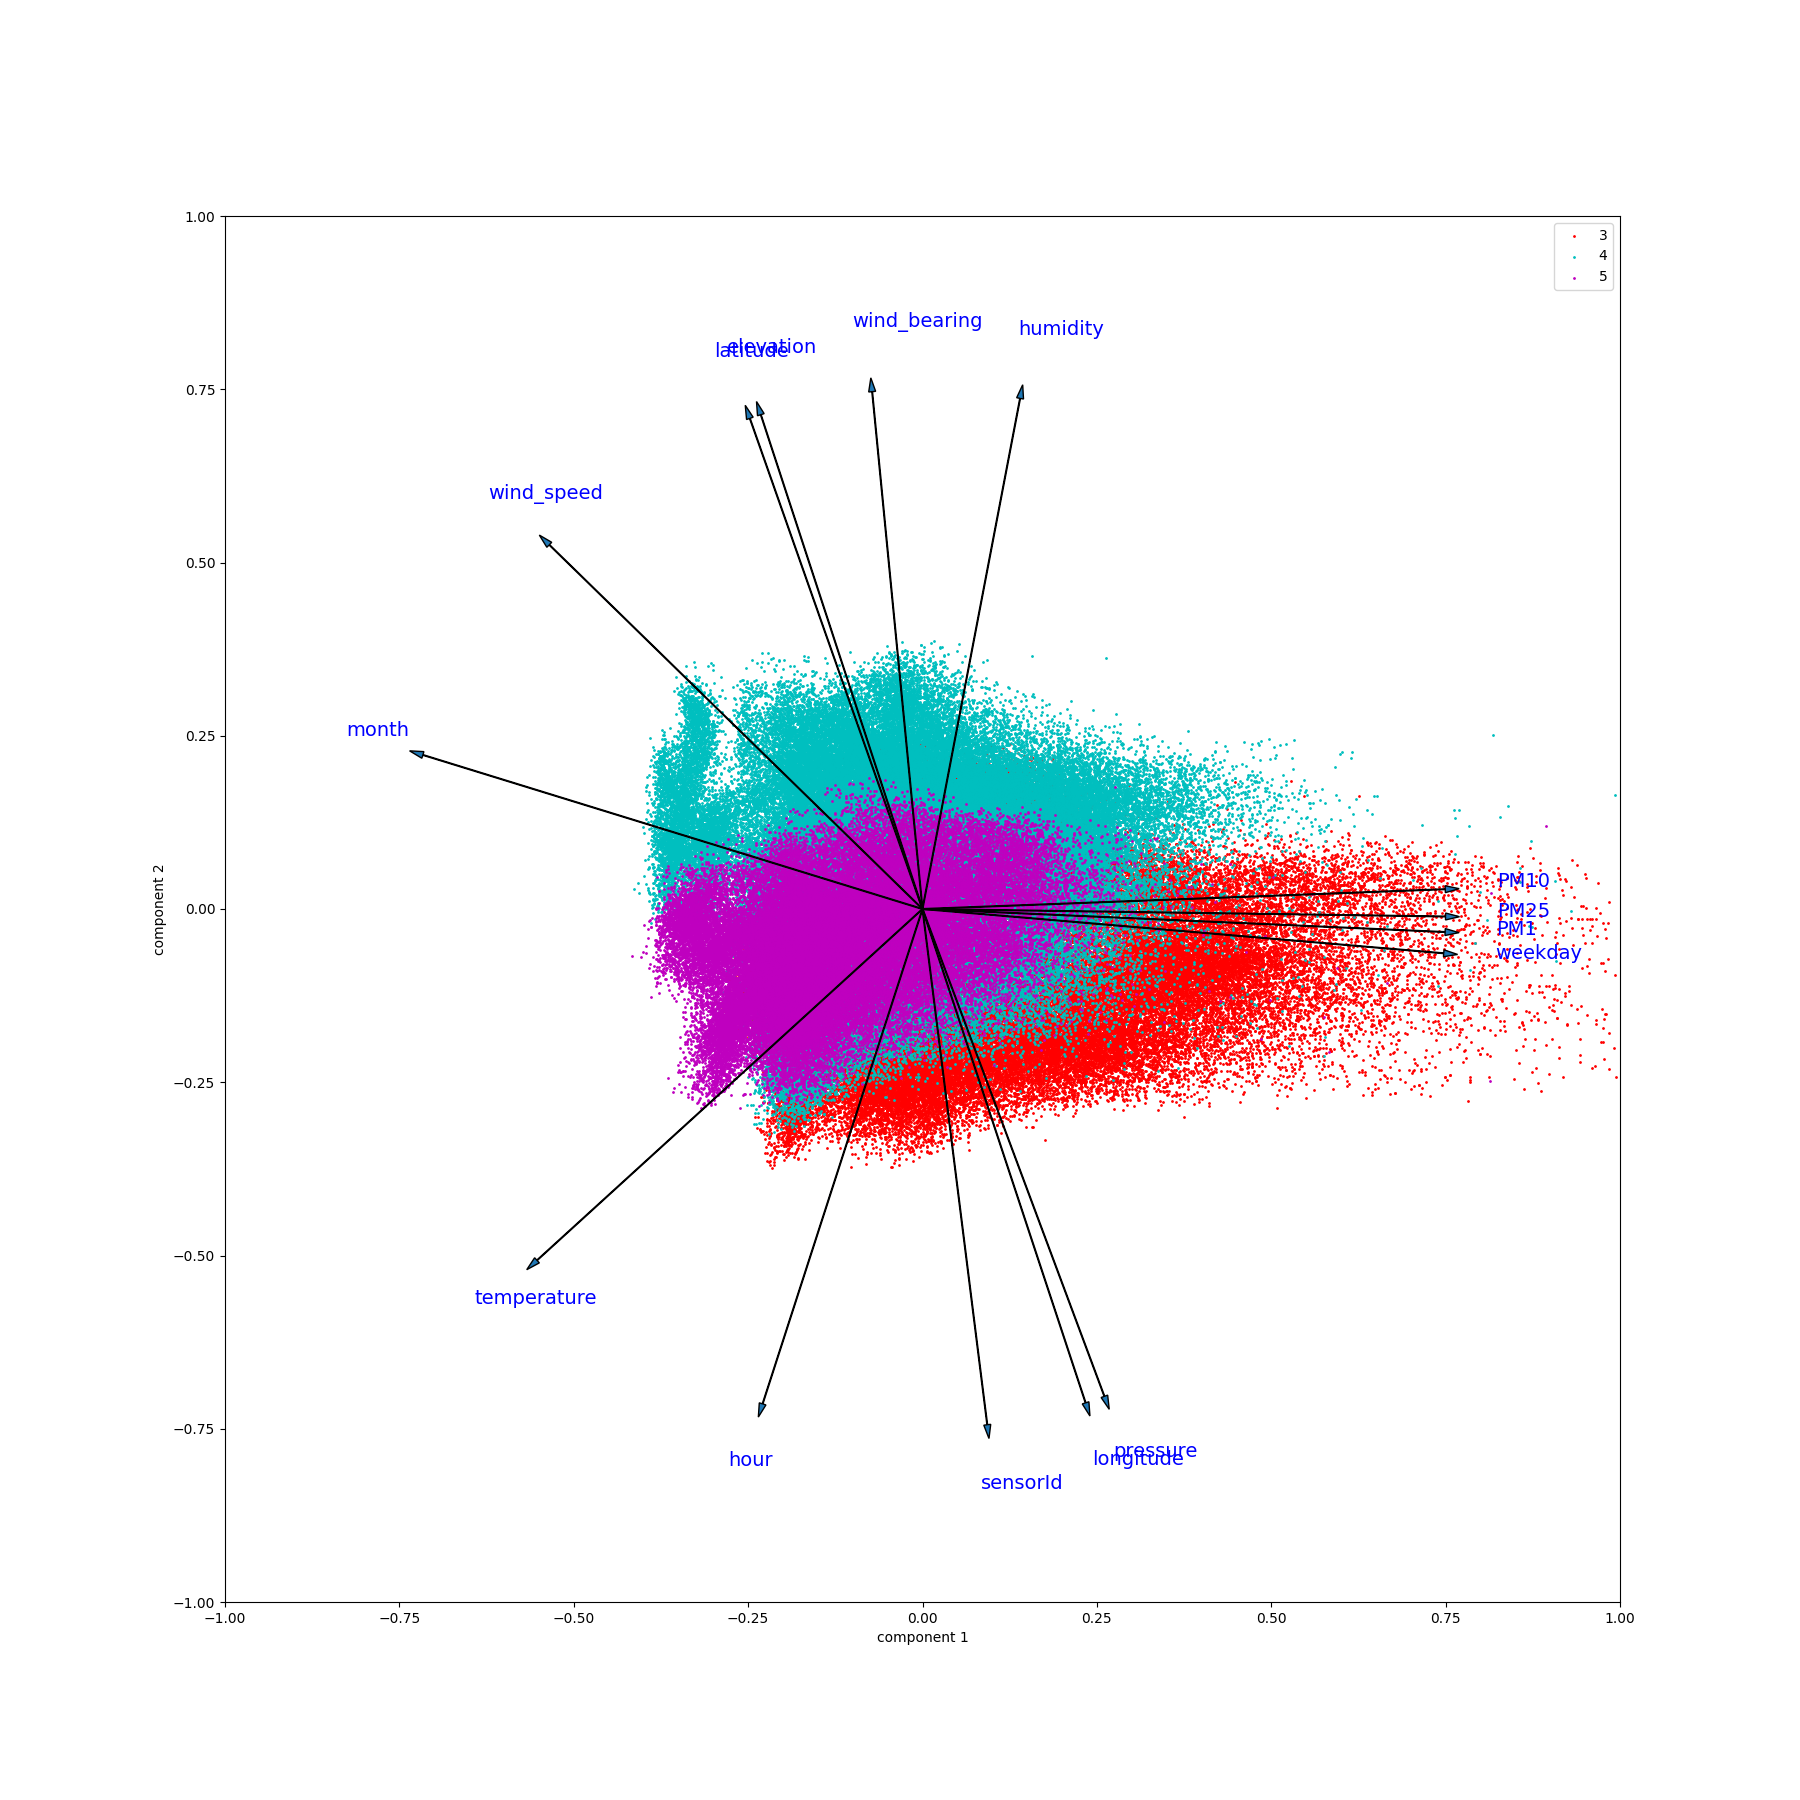 1.00
0.75
0.50
0.25
0.00
−0.25
−0.50
−0.75
−1.00
component 2
3
4
5
wind_bearing
humidity
elevation
latitude
wind_speed
month
PM10
PM25
PM1
weekday
temperature
hour
pressure
longitude
sensorId
−1.00 −0.75 −0.50 −0.25 0.00 0.25 0.50 0.75 1.00
component 1